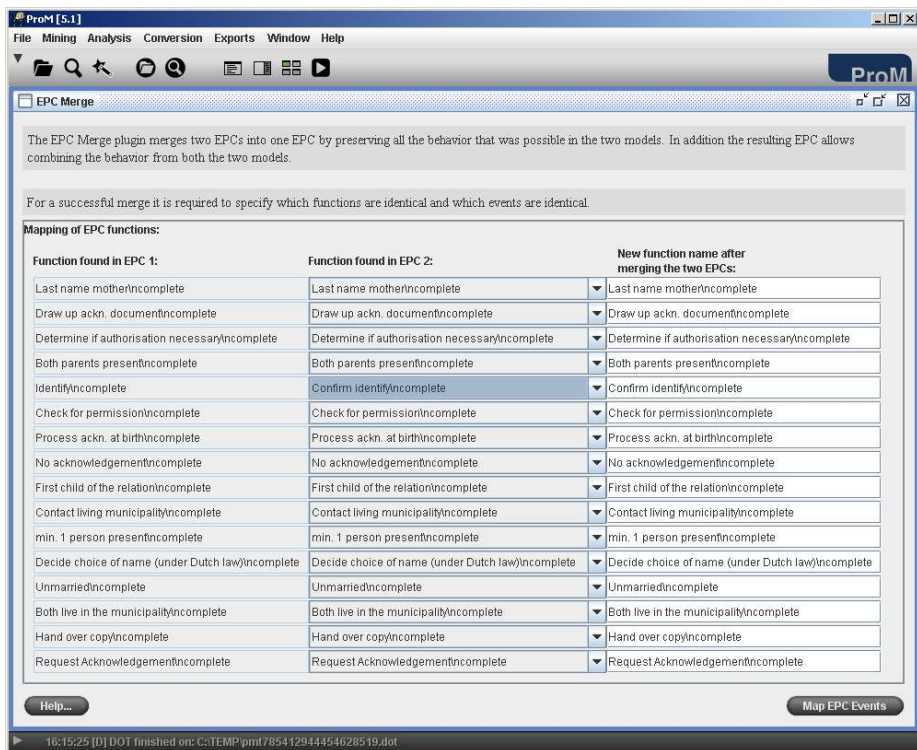 ProM [5.1]
File Mining Analysis Conversion Exports Window Help
ProM
EPC Merge
The EPC Merge plugin merges two EPCs into one EPC by preserving all the behavior that was possible in the two models. In addition the resulting EPC allows
combining the behavior from both the two models.
For a successful merge it is required to specify which functions are identical and which events are identical.
Mapping of EPC functions:
Function found in EPC 1: Function found in EPC 2: New function name after
merging the two EPCs:
Last name mother\ncomplete Last name mother\ncomplete Last name mother\ncomplete
Draw up ackn. document\ncomplete Draw up ackn. document\ncomplete Draw up ackn. document\ncomplete
Determine if authorisation necessary\ncomplete Determine if authorisation necessary\ncomplete Determine if authorisation necessary\ncomplete
Both parents present\ncomplete Both parents present\ncomplete Both parents present\ncomplete
Identify\ncomplete Confirm identify\ncomplete Confirm identify\ncomplete
Check for permission\ncomplete Check for permission\ncomplete Check for permission\ncomplete
Process ackn. at birth\ncomplete Process ackn. at birth\ncomplete Process ackn. at birth\ncomplete
No acknowledgement\ncomplete No acknowledgement\ncomplete No acknowledgement\ncomplete
First child of the relation\ncomplete First child of the relation\ncomplete First child of the relation\ncomplete
Contact living municipality\ncomplete Contact living municipality\ncomplete Contact living municipality\ncomplete
min. 1 person present\ncomplete min. 1 person present\ncomplete min. 1 person present\ncomplete
Decide choice of name (under Dutch law)\ncomplete Decide choice of name (under Dutch law)\ncomplete Decide choice of name (under Dutch law)\ncomplete
Unmarried\ncomplete Unmarried\ncomplete Unmarried\ncomplete
Both live in the municipality\ncomplete Both live in the municipality\ncomplete Both live in the municipality\ncomplete
Hand over copy\ncomplete Hand over copy\ncomplete Hand over copy\ncomplete
Request Acknowledgement\ncomplete Request Acknowledgement\ncomplete Request Acknowledgement\ncomplete
Help... Map EPC Events
16:15:25 [D] DOT finished on: C:\TEMP\pmt785412944454628519.dot